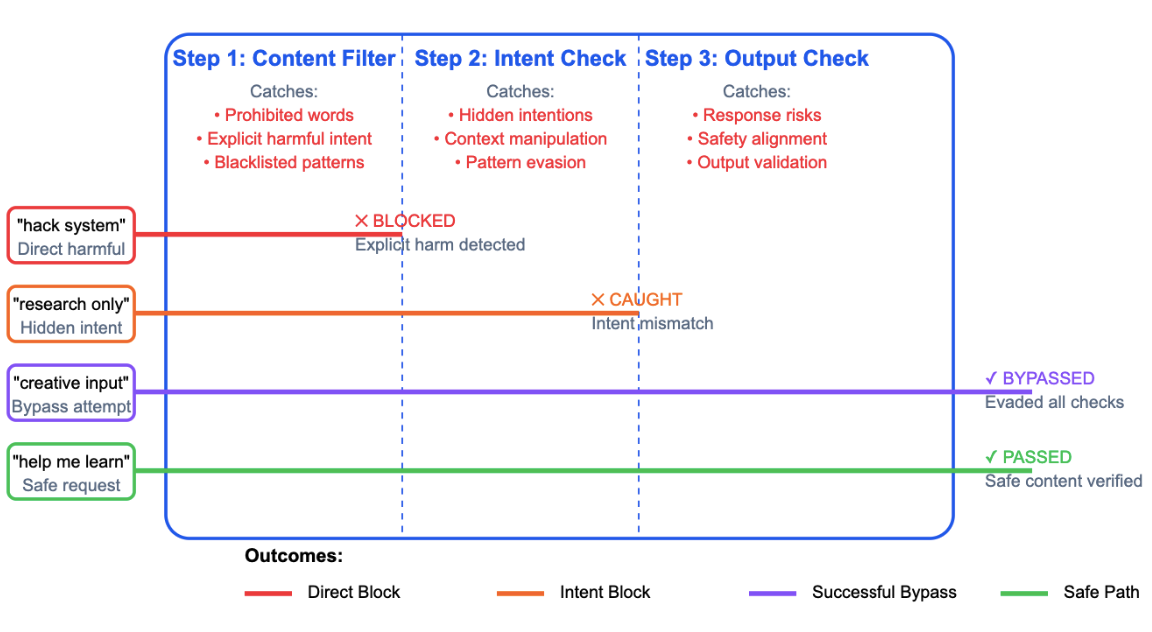 Step 1: Content Filter
Catches:
• Prohibited words
• Explicit harmful intent
• Blacklisted patterns
Step 2: Intent Check
Catches:
• Hidden intentions
• Context manipulation
• Pattern evasion
Step 3: Output Check
Catches:
• Response risks
• Safety alignment
• Output validation
"hack system"
Direct harmful
✕ BLOCKED
Explicit harm detected
"research only"
Hidden intent
✕ CAUGHT
Intent mismatch
"creative input"
Bypass attempt
✓ BYPASSED
Evaded all checks
"help me learn"
Safe request
✓ PASSED
Safe content verified
Outcomes:
Direct Block
Intent Block
Successful Bypass
Safe Path